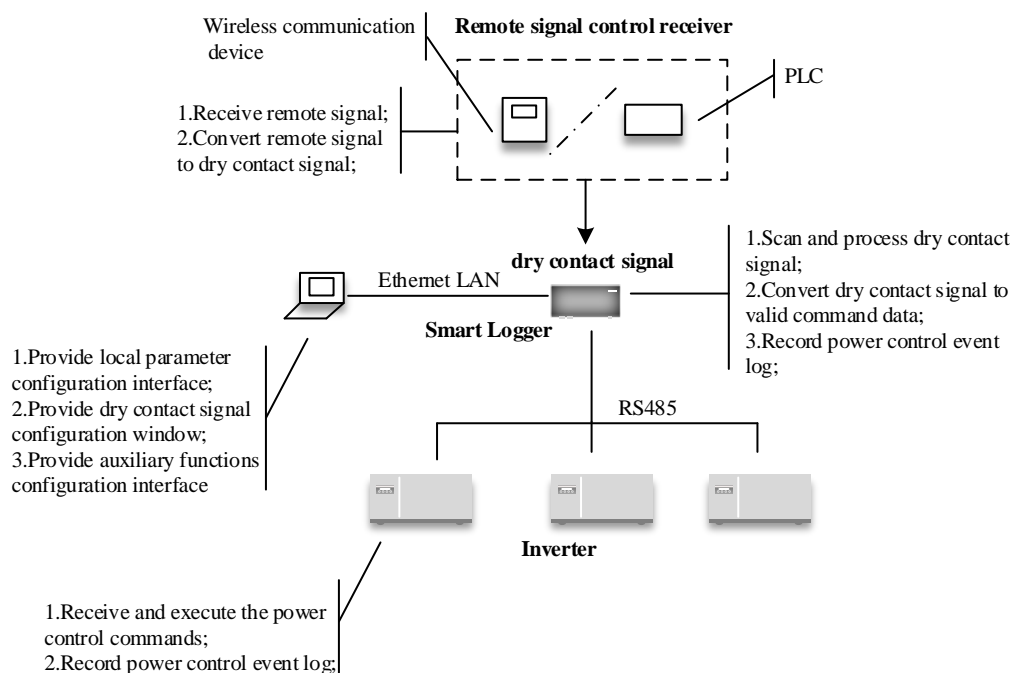 Wireless communication
device
Remote signal control receiver
PLC
1.Receive remote signal;
2.Convert remote signal
to dry contact signal;
dry contact signal
1.Scan and process dry contact
signal;
2.Convert dry contact signal to
valid command data;
3.Record power control event
log;
Ethernet LAN
Smart Logger
1.Provide local parameter
configuration interface;
2.Provide dry contact signal
configuration window;
3.Provide auxiliary functions
configuration interface
RS485
Inverter
1.Receive and execute the power
control commands;
2.Record power control event log;